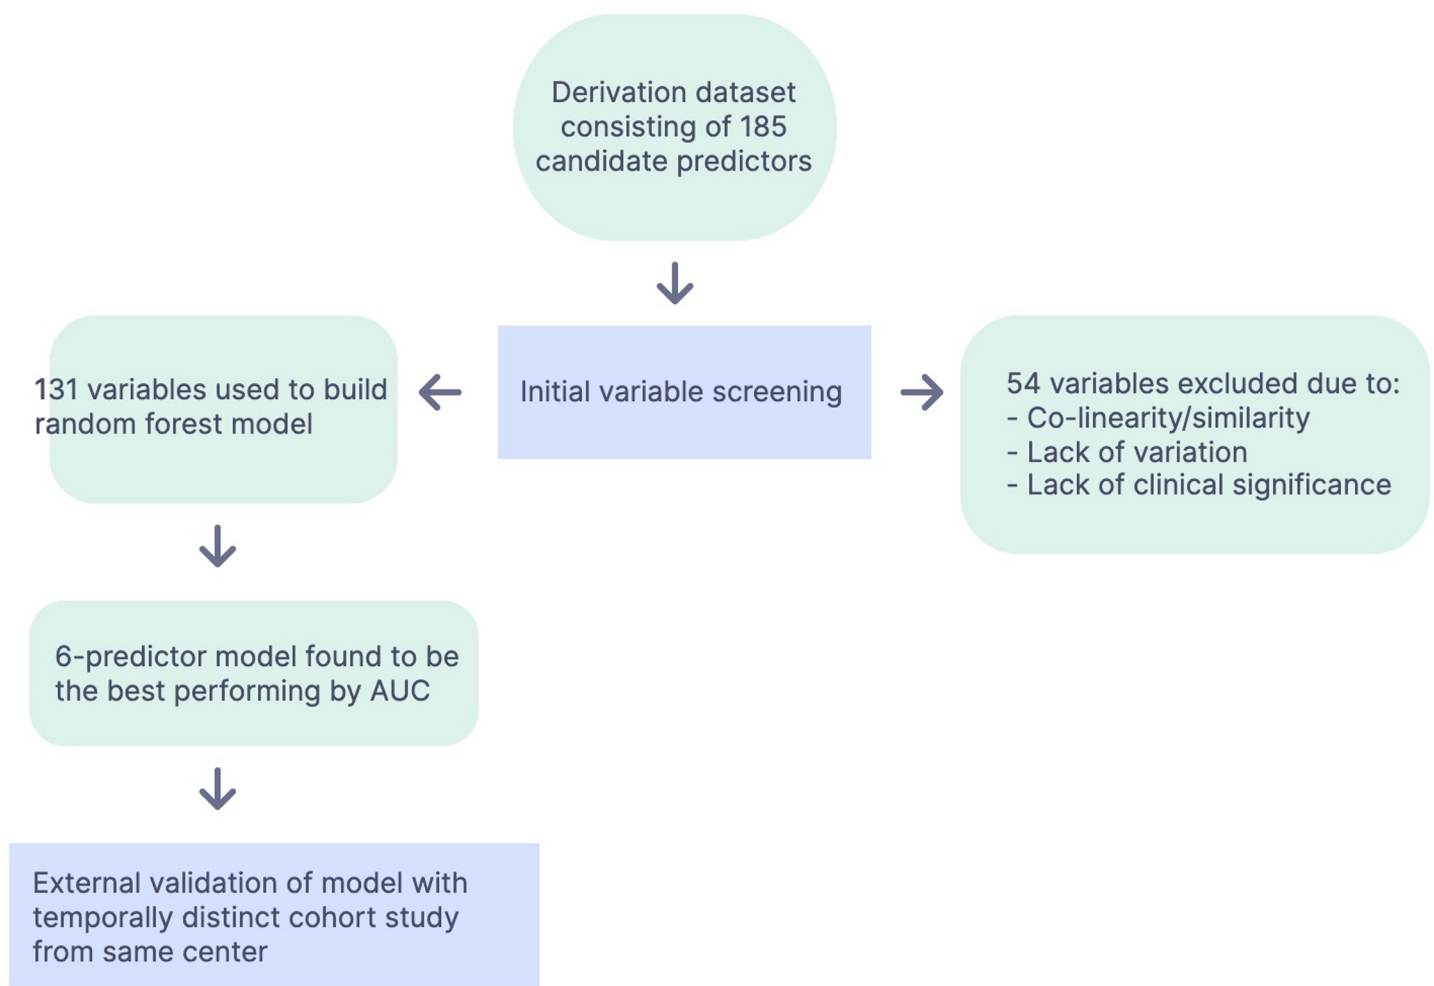 Derivation dataset
consisting of 185
candidate predictors
131 variables used to build
random forest model
Initial variable screening
54 variables excluded due to:
- Co-linearity/similarity
- Lack of variation
- Lack of clinical significance
6-predictor model found to be
the best performing by AUC
External validation of model with
temporally distinct cohort study
from same center